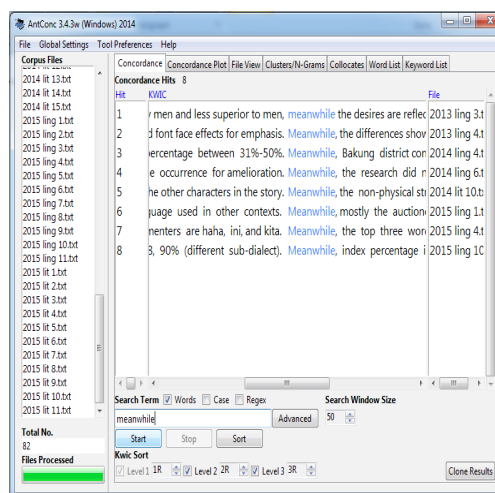 AntConc 3.4.3w (Windows) 2014
File Global Settings Tool Preferences Help
Corpus Files
2014 lit 13.txt
2014 lit 14.txt
2014 lit 15.txt
2015 ling 1.txt
2015 ling 2.txt
2015 ling 3.txt
2015 ling 4.txt
2015 ling 5.txt
2015 ling 6.txt
2015 ling 7.txt
2015 ling 8.txt
2015 ling 9.txt
2015 ling 10.txt
2015 ling 11.txt
2015 lit 1.txt
2015 lit 2.txt
2015 lit 3.txt
2015 lit 4.txt
2015 lit 5.txt
2015 lit 6.txt
2015 lit 7.txt
2015 lit 8.txt
2015 lit 9.txt
2015 lit 10.txt
2015 lit 11.txt
Total No.
82
Files Processed
Concordance Concordance Plot File View Clusters/N-Grams Collocates Word List Keyword List
Concordance Hits 8
Hit KWIC File
1 men and less superior to men, meanwhile the desires are reflec 2013 ling 3.t
2 d font face effects for emphasis. Meanwhile, the differences show 2013 ling 4.t
3 percentage between 31%-50%. Meanwhile, Bakung district con 2014 ling 4.t
4 e occurrence for amelioration. Meanwhile, the research did n 2014 ling 6.t
5 he other characters in the story. Meanwhile, the non-physical str 2014 lit 10.t
6 uage used in other contexts. Meanwhile, mostly the auction 2015 ling 1.t
7 menters are haha, ini, and kita. Meanwhile, the top three wor 2015 ling 4.t
8 8, 90% (different sub-dialect). Meanwhile, index percentage i 2015 ling 10
Search Term Words Case Regex Search Window Size
meanwhile Advanced 50
Start Stop Sort
Kwic Sort
Level 1 1R Level 2 2R Level 3 3R Clone Results